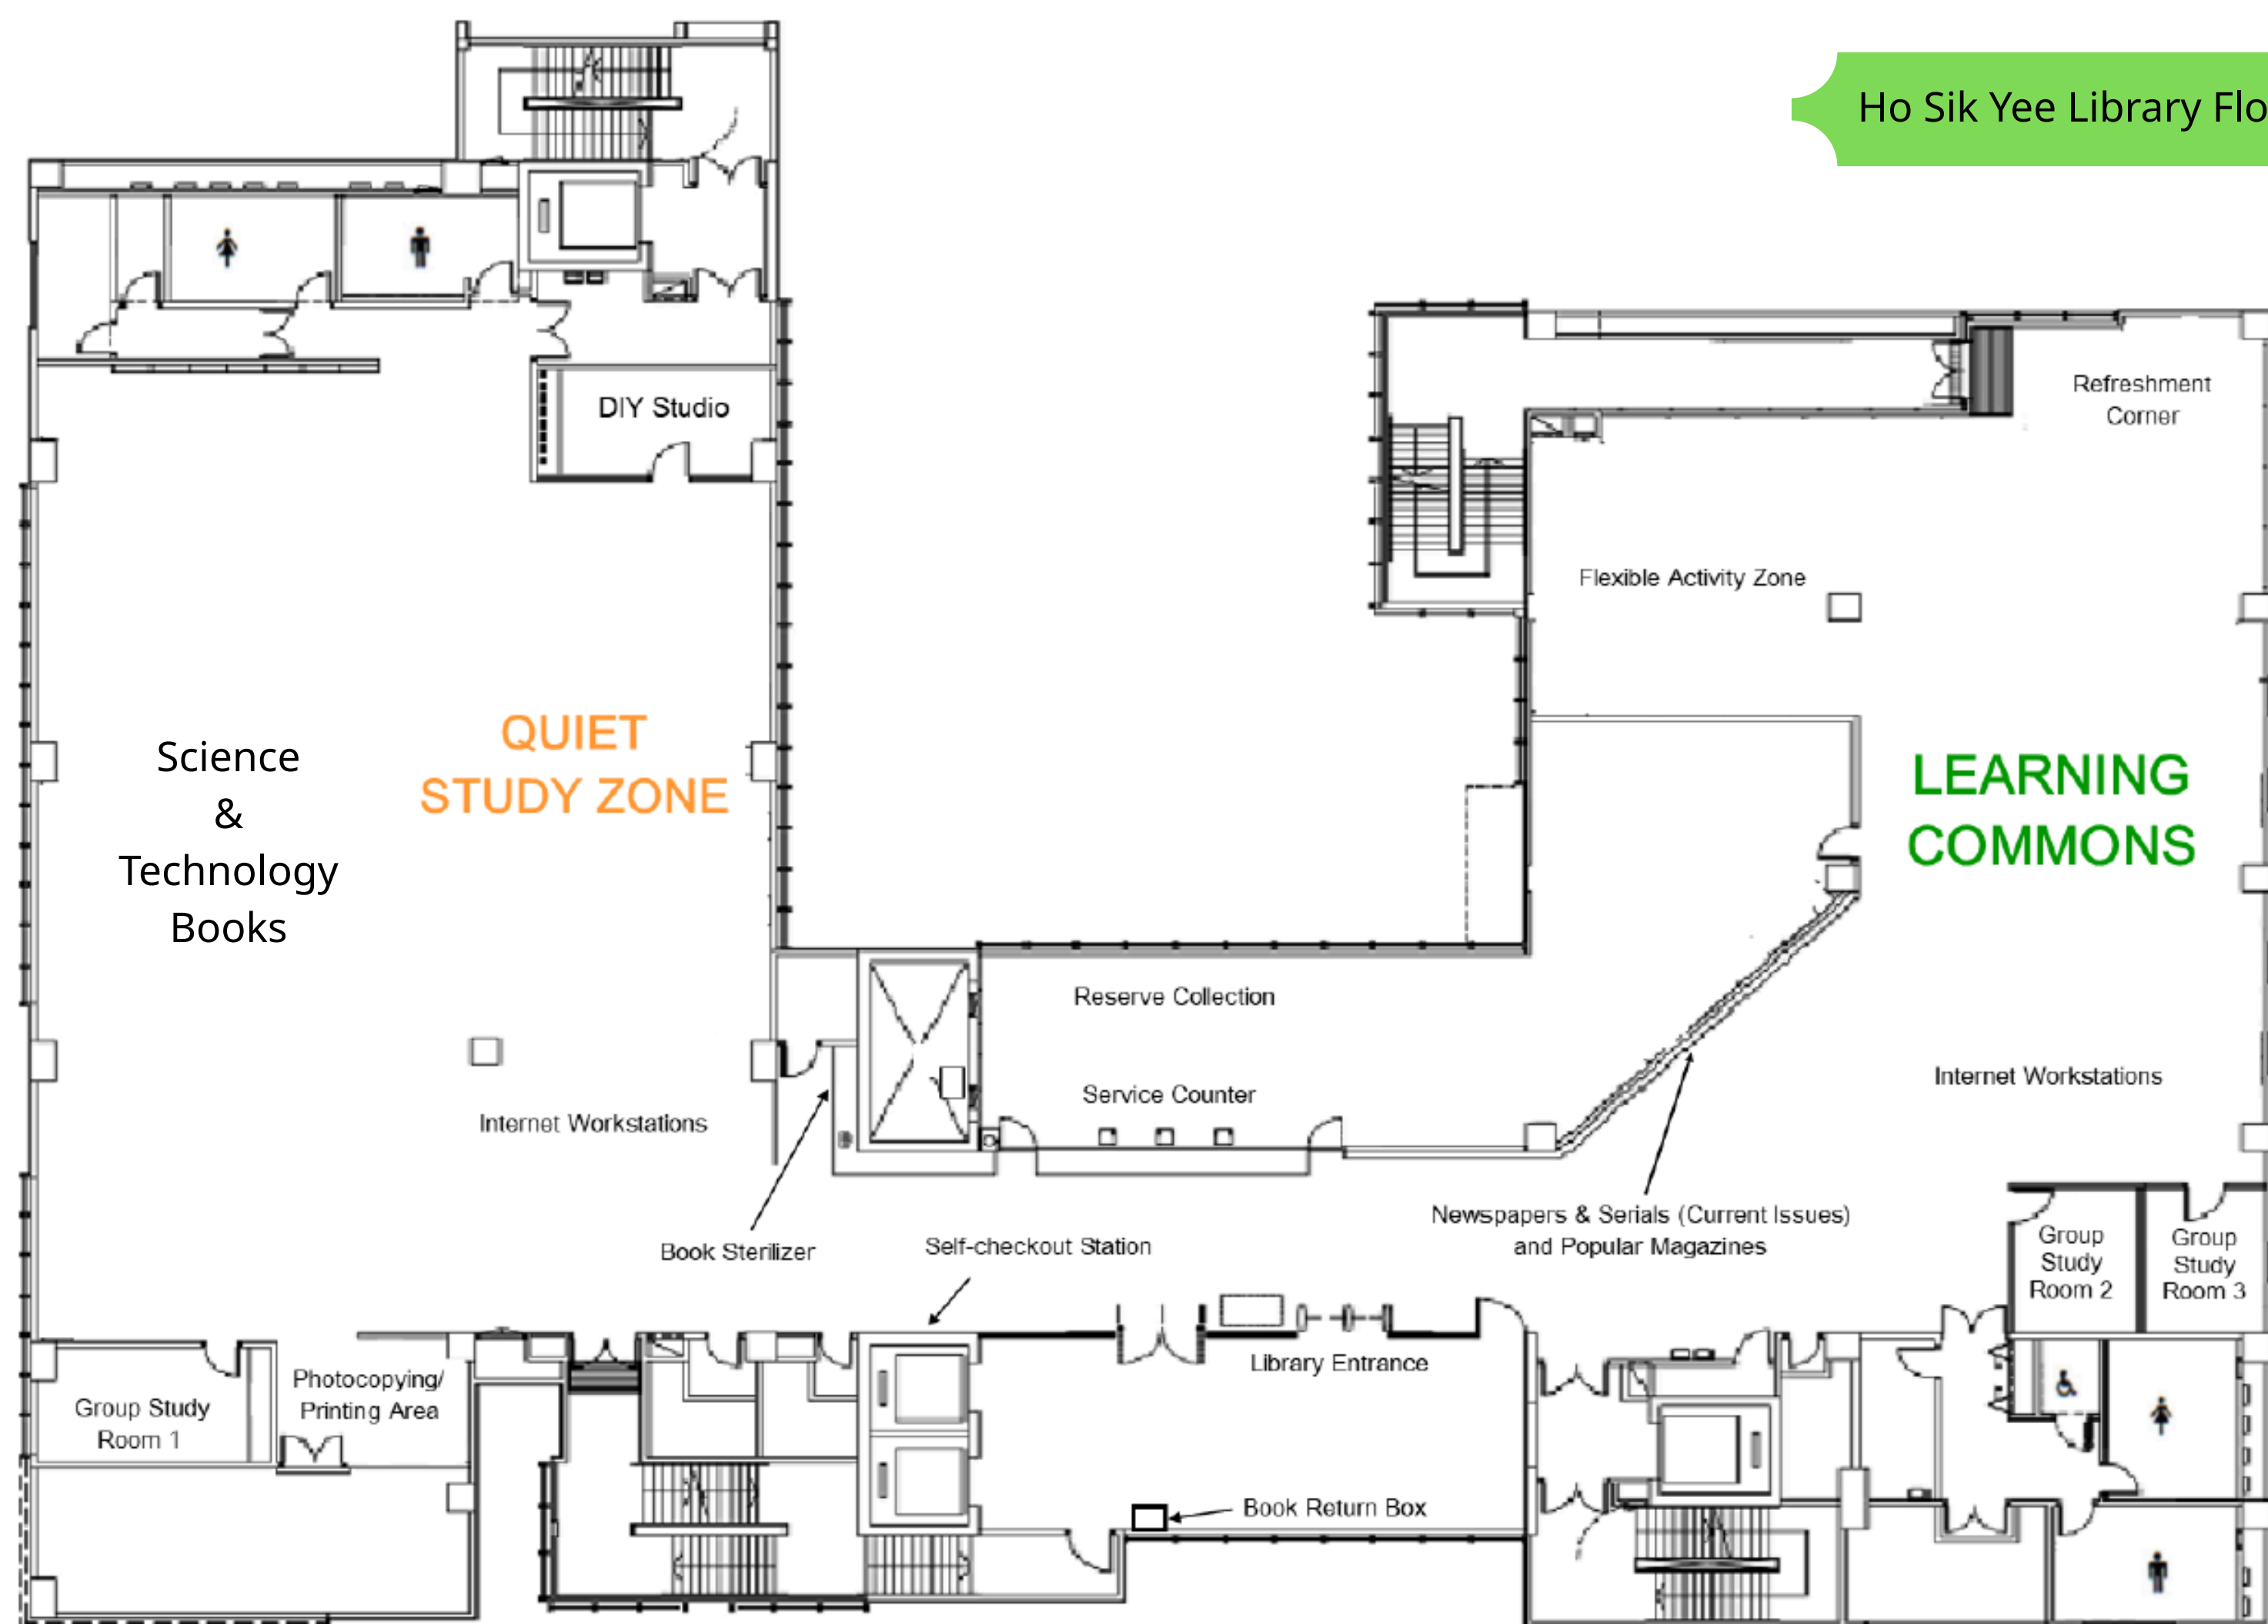 Ho Sik Yee Library Flo
DIY Studio
Refreshment
Corner
Flexible Activity Zone
QUIET
STUDY ZONE
Science
&
Technology
Books
LEARNING
COMMONS
Reserve Collection
Service Counter
Internet Workstations
Internet Workstations
Book Sterilizer
Self-checkout Station
Newspapers & Serials (Current Issues)
and Popular Magazines
Group
Study
Room 2
Group
Study
Room 3
Library Entrance
Photocopying/
Printing Area
Group Study
Room 1
Book Return Box